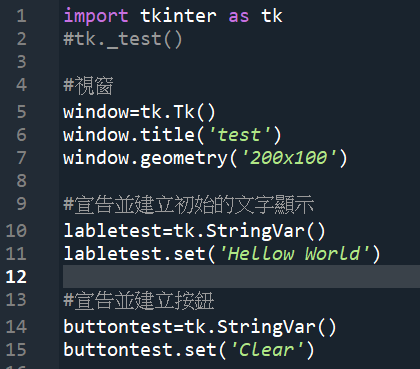 1 import tkinter as tk
2 #tk._test()
3
4 #視窗
5 window=tk.Tk()
6 window.title('test')
7 window.geometry('200x100')
8
9 #宣告並建立初始的文字顯示
10 labletest=tk.StringVar()
11 labletest.set('Hellow World')
12
13 #宣告並建立按鈕
14 buttontest=tk.StringVar()
15 buttontest.set('Clear')